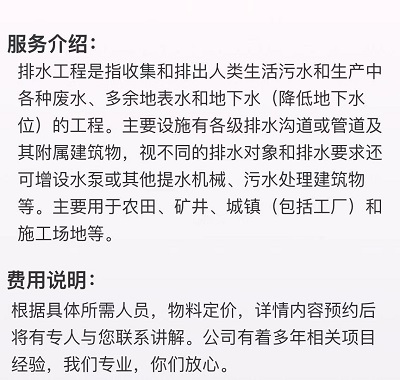 服务介绍：
排水工程是指收集和排出人类生活污水和生产中
各种废水、多余地表水和地下水（降低地下水
位）的工程。主要设施有各级排水沟道或管道及
其附属建筑物，视不同的排水对象和排水要求还
可增设水泵或其他提水机械、污水处理建筑物
等。主要用于农田、矿井、城镇（包括工厂）和
施工场地等。
费用说明：
根据具体所需人员，物料定价，详情内容预约后
将有专人与您联系讲解。公司有着多年相关项目
经验，我们专业，你们放心。